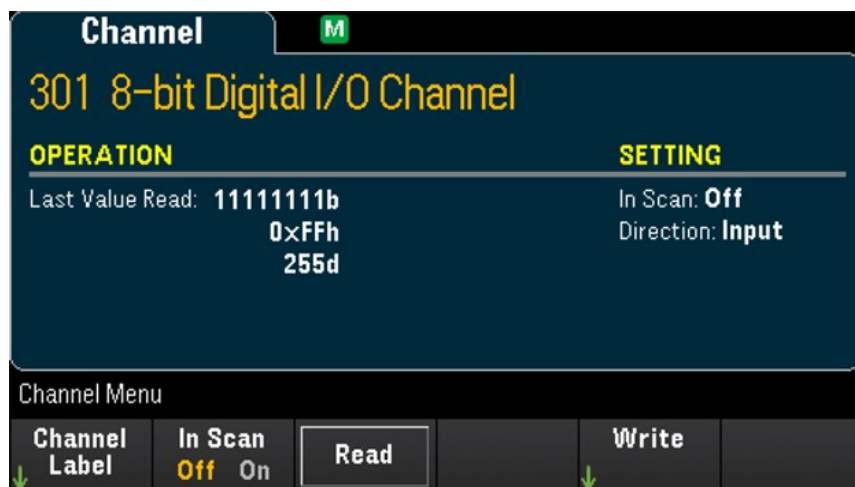 Channel M
301 8-bit Digital I/O Channel
OPERATION
SETTING
Last Value Read: 11111111b
0xFFh
255d
In Scan: Off
Direction: Input
Channel Menu
Channel Label
In Scan
Off On
Read
Write